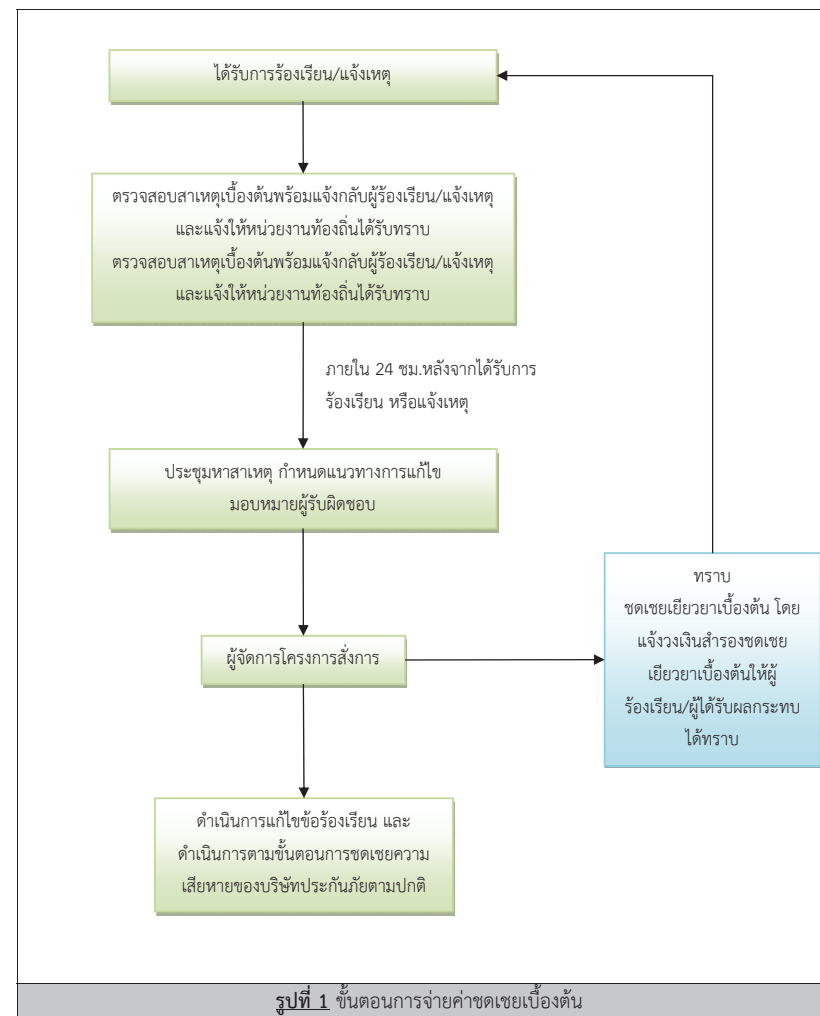 ได้รับการร้องเรียน/แจ้งเหตุ
ตรวจสอบสาเหตุเบื้องต้นพร้อมแจ้งกลับผู้ร้องเรียน/แจ้งเหตุ
และแจ้งให้หน่วยงานท้องถิ่นได้รับทราบ
ตรวจสอบสาเหตุเบื้องต้นพร้อมแจ้งกลับผู้ร้องเรียน/แจ้งเหตุ
และแจ้งให้หน่วยงานท้องถิ่นได้รับทราบ
ภายใน 24 ชม.หลังจากได้รับการ
ร้องเรียน หรือแจ้งเหตุ
ประชุมหาสาเหตุ กำหนดแนวทางการแก้ไข
มอบหมายผู้รับผิดชอบ
ผู้จัดการโครงการสั่งการ
ทราบ
ชดเชยเยียวยาเบื้องต้น โดย
แจ้งวงเงินสำรองชดเชย
เยียวยาเบื้องต้นให้ผู้
ร้องเรียน/ผู้ได้รับผลกระทบ
ได้ทราบ
ดำเนินการแก้ไขข้อร้องเรียน และ
ดำเนินการตามขั้นตอนการชดเชยความ
เสียหายของบริษัทประกันภัยตามปกติ
รูปที่ 1 ขั้นตอนการจ่ายค่าชดเชยเบื้องต้น